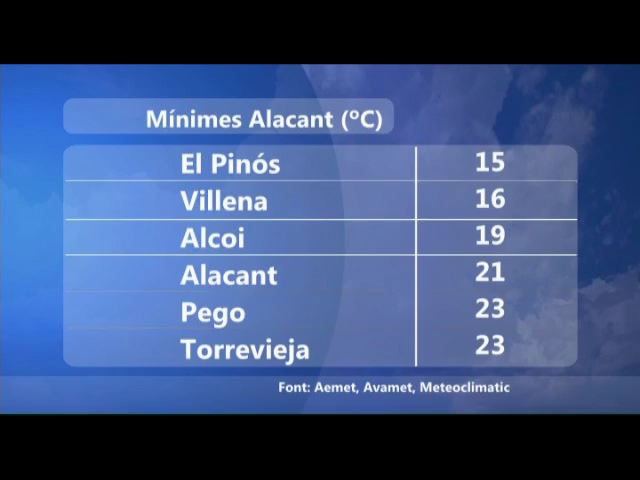 Mínimes Alacant (ºC)
El Pinós 15
Villena 16
Alcoi 19
Alacant 21
Pego 23
Torrevieja 23
Font: Aemet, Avamet, Meteoclimatic